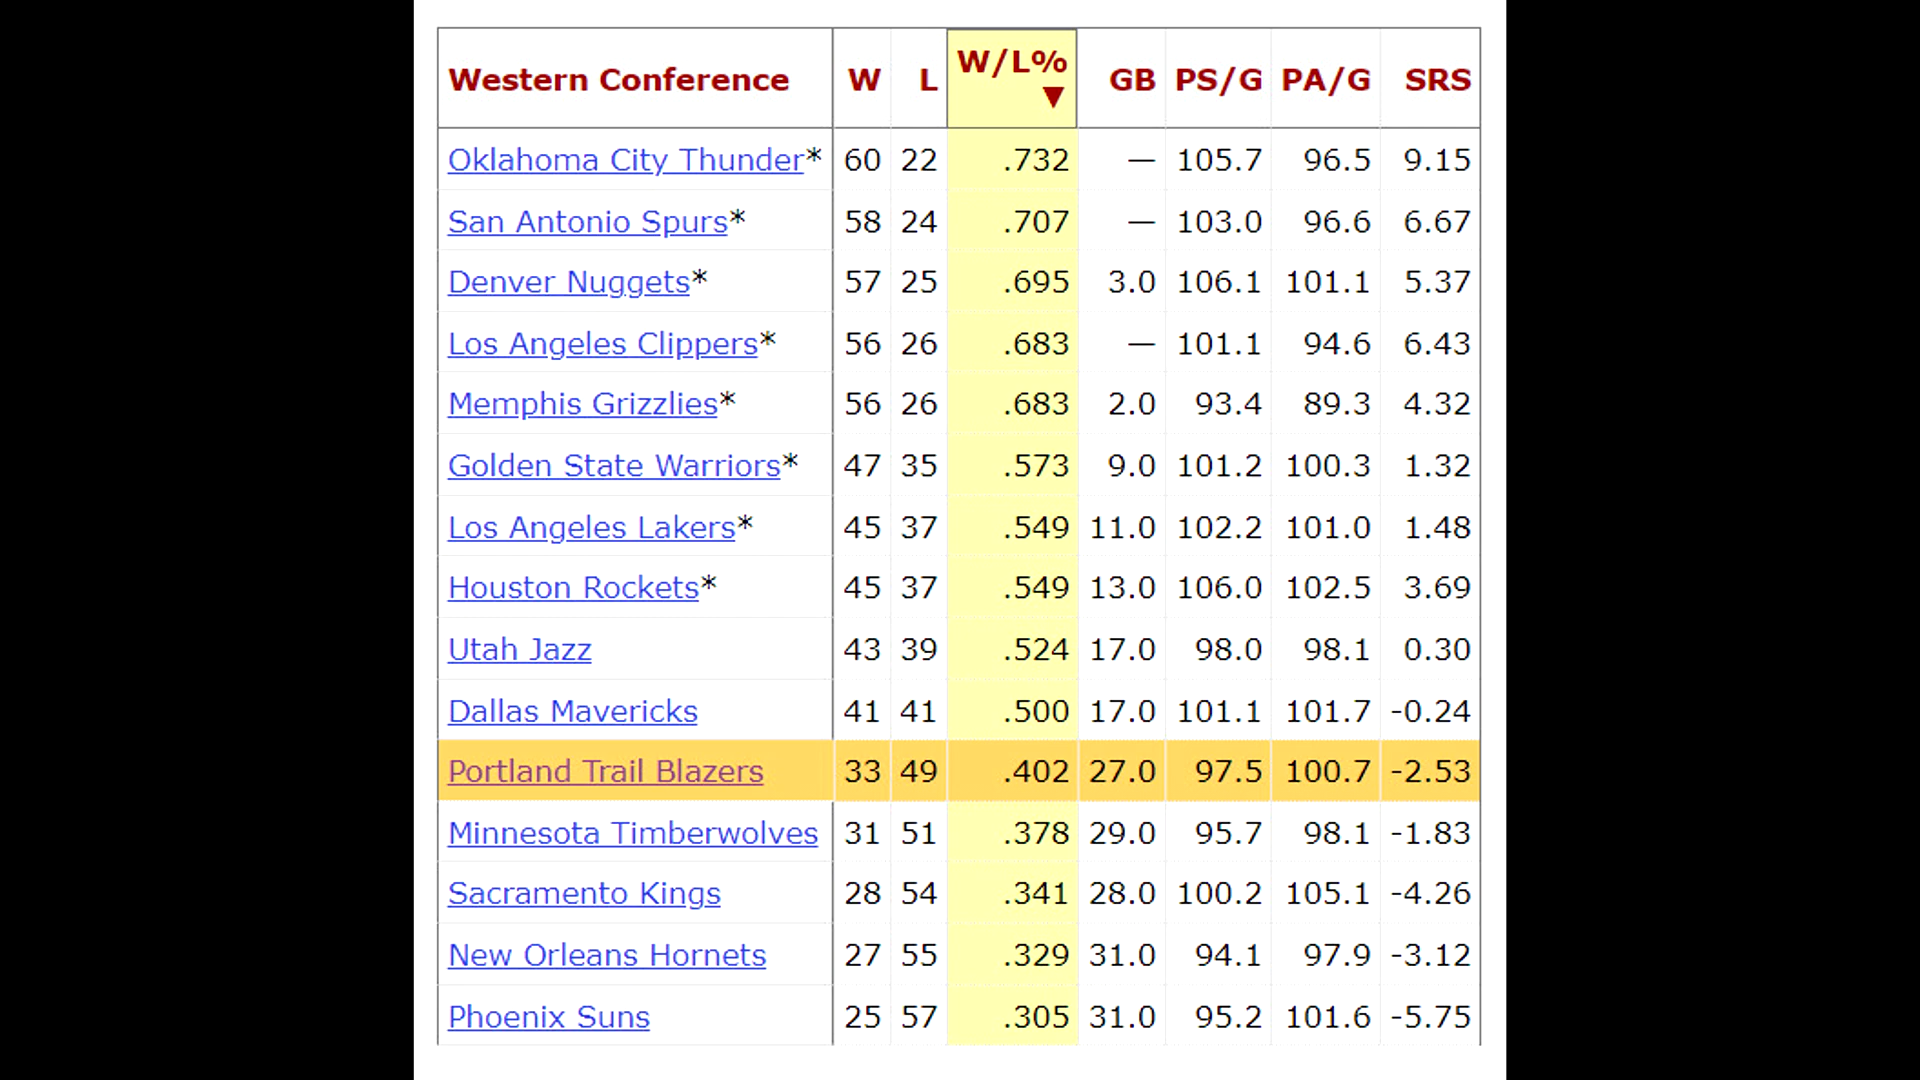 Western Conference W L W/L% ▼ GB PS/G PA/G SRS
Oklahoma City Thunder* 60 22 .732 — 105.7 96.5 9.15
San Antonio Spurs* 58 24 .707 — 103.0 96.6 6.67
Denver Nuggets* 57 25 .695 3.0 106.1 101.1 5.37
Los Angeles Clippers* 56 26 .683 — 101.1 94.6 6.43
Memphis Grizzlies* 56 26 .683 2.0 93.4 89.3 4.32
Golden State Warriors* 47 35 .573 9.0 101.2 100.3 1.32
Los Angeles Lakers* 45 37 .549 11.0 102.2 101.0 1.48
Houston Rockets* 45 37 .549 13.0 106.0 102.5 3.69
Utah Jazz 43 39 .524 17.0 98.0 98.1 0.30
Dallas Mavericks 41 41 .500 17.0 101.1 101.7 -0.24
Portland Trail Blazers 33 49 .402 27.0 97.5 100.7 -2.53
Minnesota Timberwolves 31 51 .378 29.0 95.7 98.1 -1.83
Sacramento Kings 28 54 .341 28.0 100.2 105.1 -4.26
New Orleans Hornets 27 55 .329 31.0 94.1 97.9 -3.12
Phoenix Suns 25 57 .305 31.0 95.2 101.6 -5.75